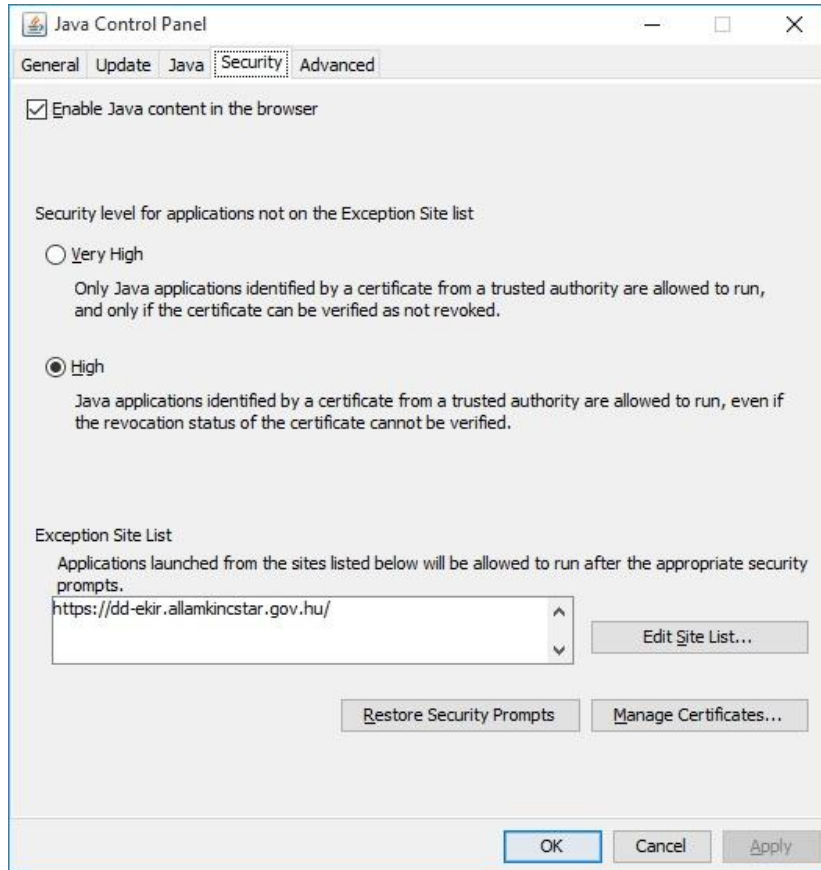 Java Control Panel
General Update Java Security Advanced
Enable Java content in the browser
Security level for applications not on the Exception Site list
Very High
Only Java applications identified by a certificate from a trusted authority are allowed to run,
and only if the certificate can be verified as not revoked.
High
Java applications identified by a certificate from a trusted authority are allowed to run, even if
the revocation status of the certificate cannot be verified.
Exception Site List
Applications launched from the sites listed below will be allowed to run after the appropriate security
prompts.
https://dd-ekir.allamkincstar.gov.hu/
Edit Site List...
Restore Security Prompts Manage Certificates...
OK Cancel Apply